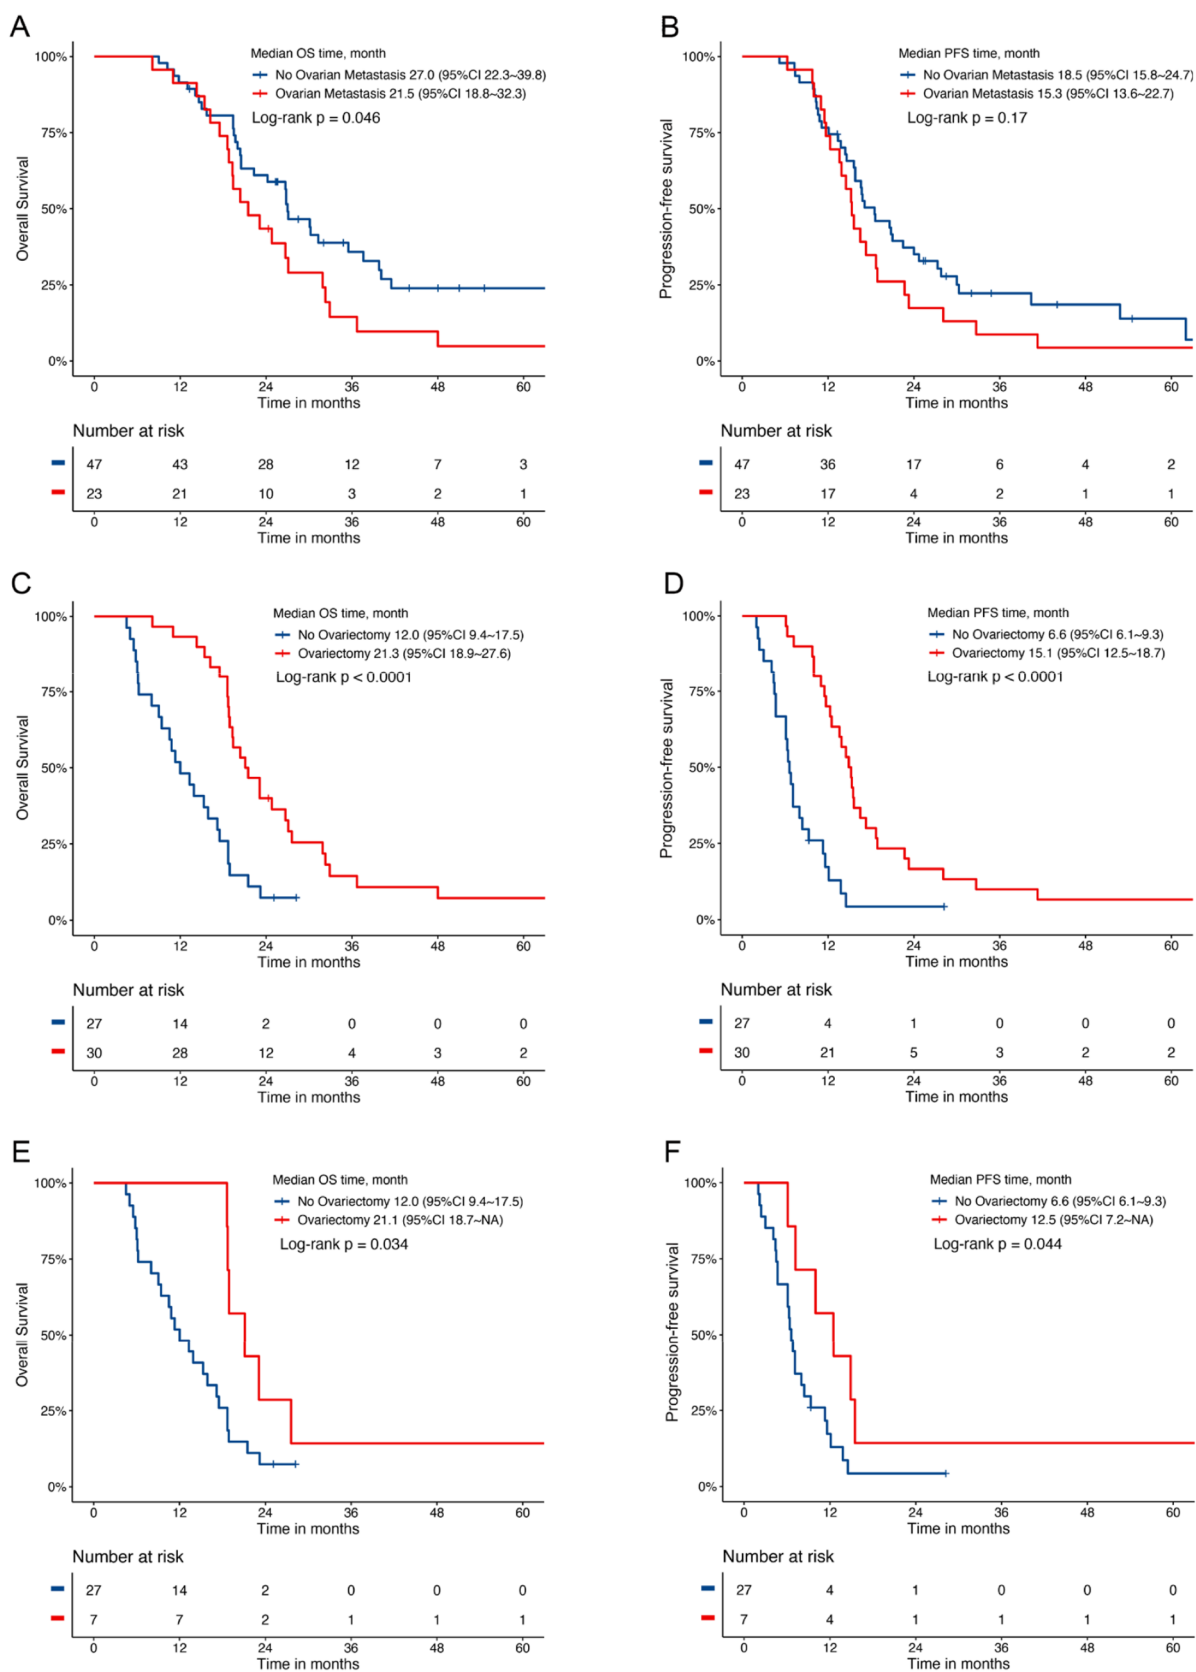 A
Median OS time, month
No Ovarian Metastasis 27.0 (95%CI 22.3~39.8)
Ovarian Metastasis 21.5 (95%CI 18.8~32.3)
Log-rank p = 0.046
Overall Survival
100%
75%
50%
25%
0%
0 12 24 36 48 60
Time in months
Number at risk
47 43 28 12 7 3
23 21 10 3 2 1
0 12 24 36 48 60
Time in months
B
Median PFS time, month
No Ovarian Metastasis 18.5 (95%CI 15.8~24.7)
Ovarian Metastasis 15.3 (95%CI 13.6~22.7)
Log-rank p = 0.17
Progression-free survival
100%
75%
50%
25%
0%
0 12 24 36 48 60
Time in months
Number at risk
47 36 17 6 4 2
23 17 4 2 1 1
0 12 24 36 48 60
Time in months
C
Median OS time, month
No Ovariectomy 12.0 (95%CI 9.4~17.5)
Ovariectomy 21.3 (95%CI 18.9~27.6)
Log-rank p < 0.0001
Overall Survival
100%
75%
50%
25%
0%
0 12 24 36 48 60
Time in months
Number at risk
27 14 2 0 0 0
30 28 12 4 3 2
0 12 24 36 48 60
Time in months
D
Median PFS time, month
No Ovariectomy 6.6 (95%CI 6.1~9.3)
Ovariectomy 15.1 (95%CI 12.5~18.7)
Log-rank p < 0.0001
Progression-free survival
100%
75%
50%
25%
0%
0 12 24 36 48 60
Time in months
Number at risk
27 4 1 0 0 0
30 21 5 3 2 2
0 12 24 36 48 60
Time in months
E
Median OS time, month
No Ovariectomy 12.0 (95%CI 9.4~17.5)
Ovariectomy 21.1 (95%CI 18.7~NA)
Log-rank p = 0.034
Overall Survival
100%
75%
50%
25%
0%
0 12 24 36 48 60
Time in months
Number at risk
27 14 2 0 0 0
7 7 2 1 1 1
0 12 24 36 48 60
Time in months
F
Median PFS time, month
No Ovariectomy 6.6 (95%CI 6.1~9.3)
Ovariectomy 12.5 (95%CI 7.2~NA)
Log-rank p = 0.044
Progression-free survival
100%
75%
50%
25%
0%
0 12 24 36 48 60
Time in months
Number at risk
27 4 1 0 0 0
7 4 1 1 1 1
0 12 24 36 48 60
Time in months